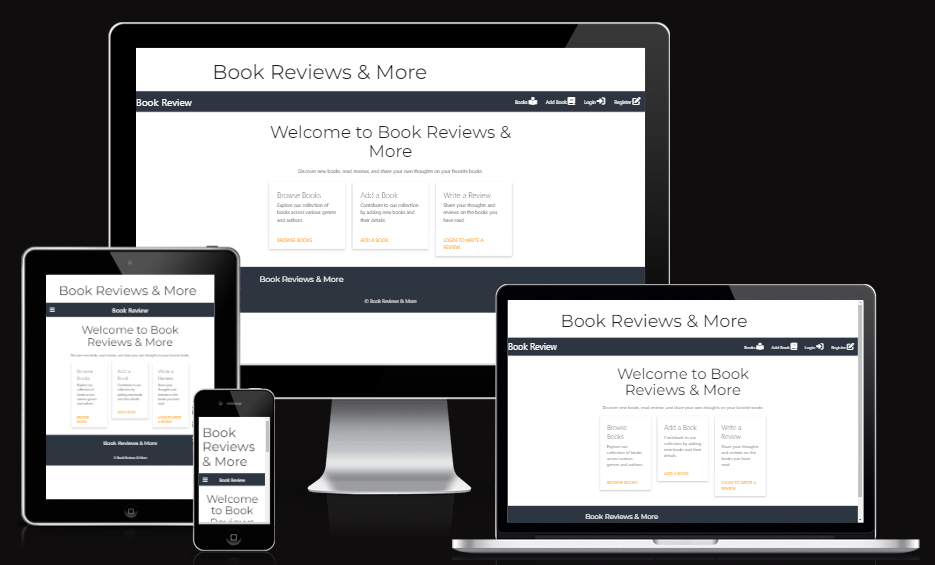 Book Reviews & More
Book Review
Books Add Book Login Register
Welcome to Book Reviews &
More
Discover new books, read reviews, and share your own thoughts on your favorite books.
Browse Books
Explore our collection of
books across various genres
and authors.
BROWSE BOOKS
Add a Book
Contribute to our collection
by adding new books and
their details.
ADD A BOOK
Write a Review
Share your thoughts and
reviews on the books you
have read.
LOGIN TO WRITE A
REVIEW
Book Reviews & More
© Book Reviews & More
Book Reviews & More
Book Review
Welcome to Book
Reviews & More
Discover new books, read reviews, and share your own thoughts on your favorite books.
Browse
Books
Explore our
collection of
books across
various
genres and
authors.
BROWSE
BOOKS
Add a
Book
Contribute to
our collection by
adding new books
and their details.
ADD A BOOK
Write a
Review
Share your
thoughts and
reviews on the
books you have
read.
LOGIN TO WRITE
A REVIEW
Book Reviews & More
© Book Reviews & More
Book
Reviews
& More
Book Review
Welcome
to Book
Reviews
Book Reviews & More
Book Review
Books Add Book Login Register
Welcome to Book
Reviews & More
Discover new books, read reviews, and share your own thoughts on your favorite books.
Browse
Books
Explore our
collection of books
across various
genres and authors.
BROWSE BOOKS
Add a Book
Contribute to our
collection by adding
new books and their
details.
ADD A BOOK
Write a
Review
Share your thoughts
and reviews on the
books you have
read.
LOGIN TO WRITE A
REVIEW
Book Reviews & More